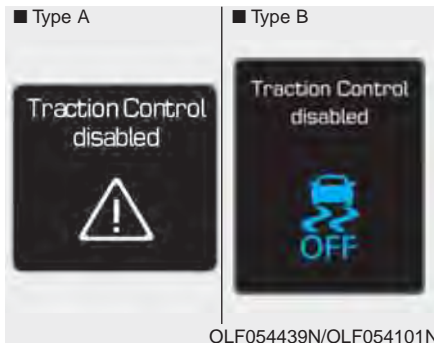 ■ Type A
Traction Control
disabled
■ Type B
Traction Control
disabled
OFF
OLF054439N/OLF054101N